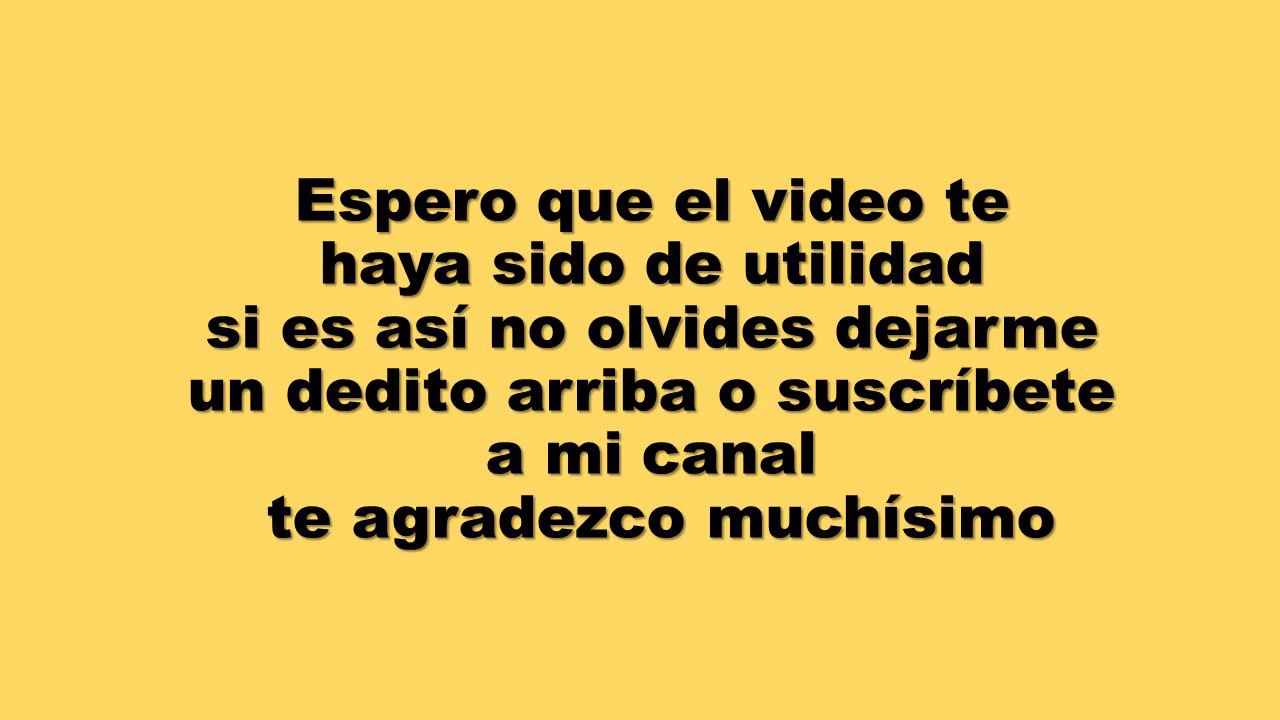 Espero que el video te
haya sido de utilidad
si es así no olvides dejarme
un dedito arriba o suscríbete
a mi canal
te agradezco muchísimo